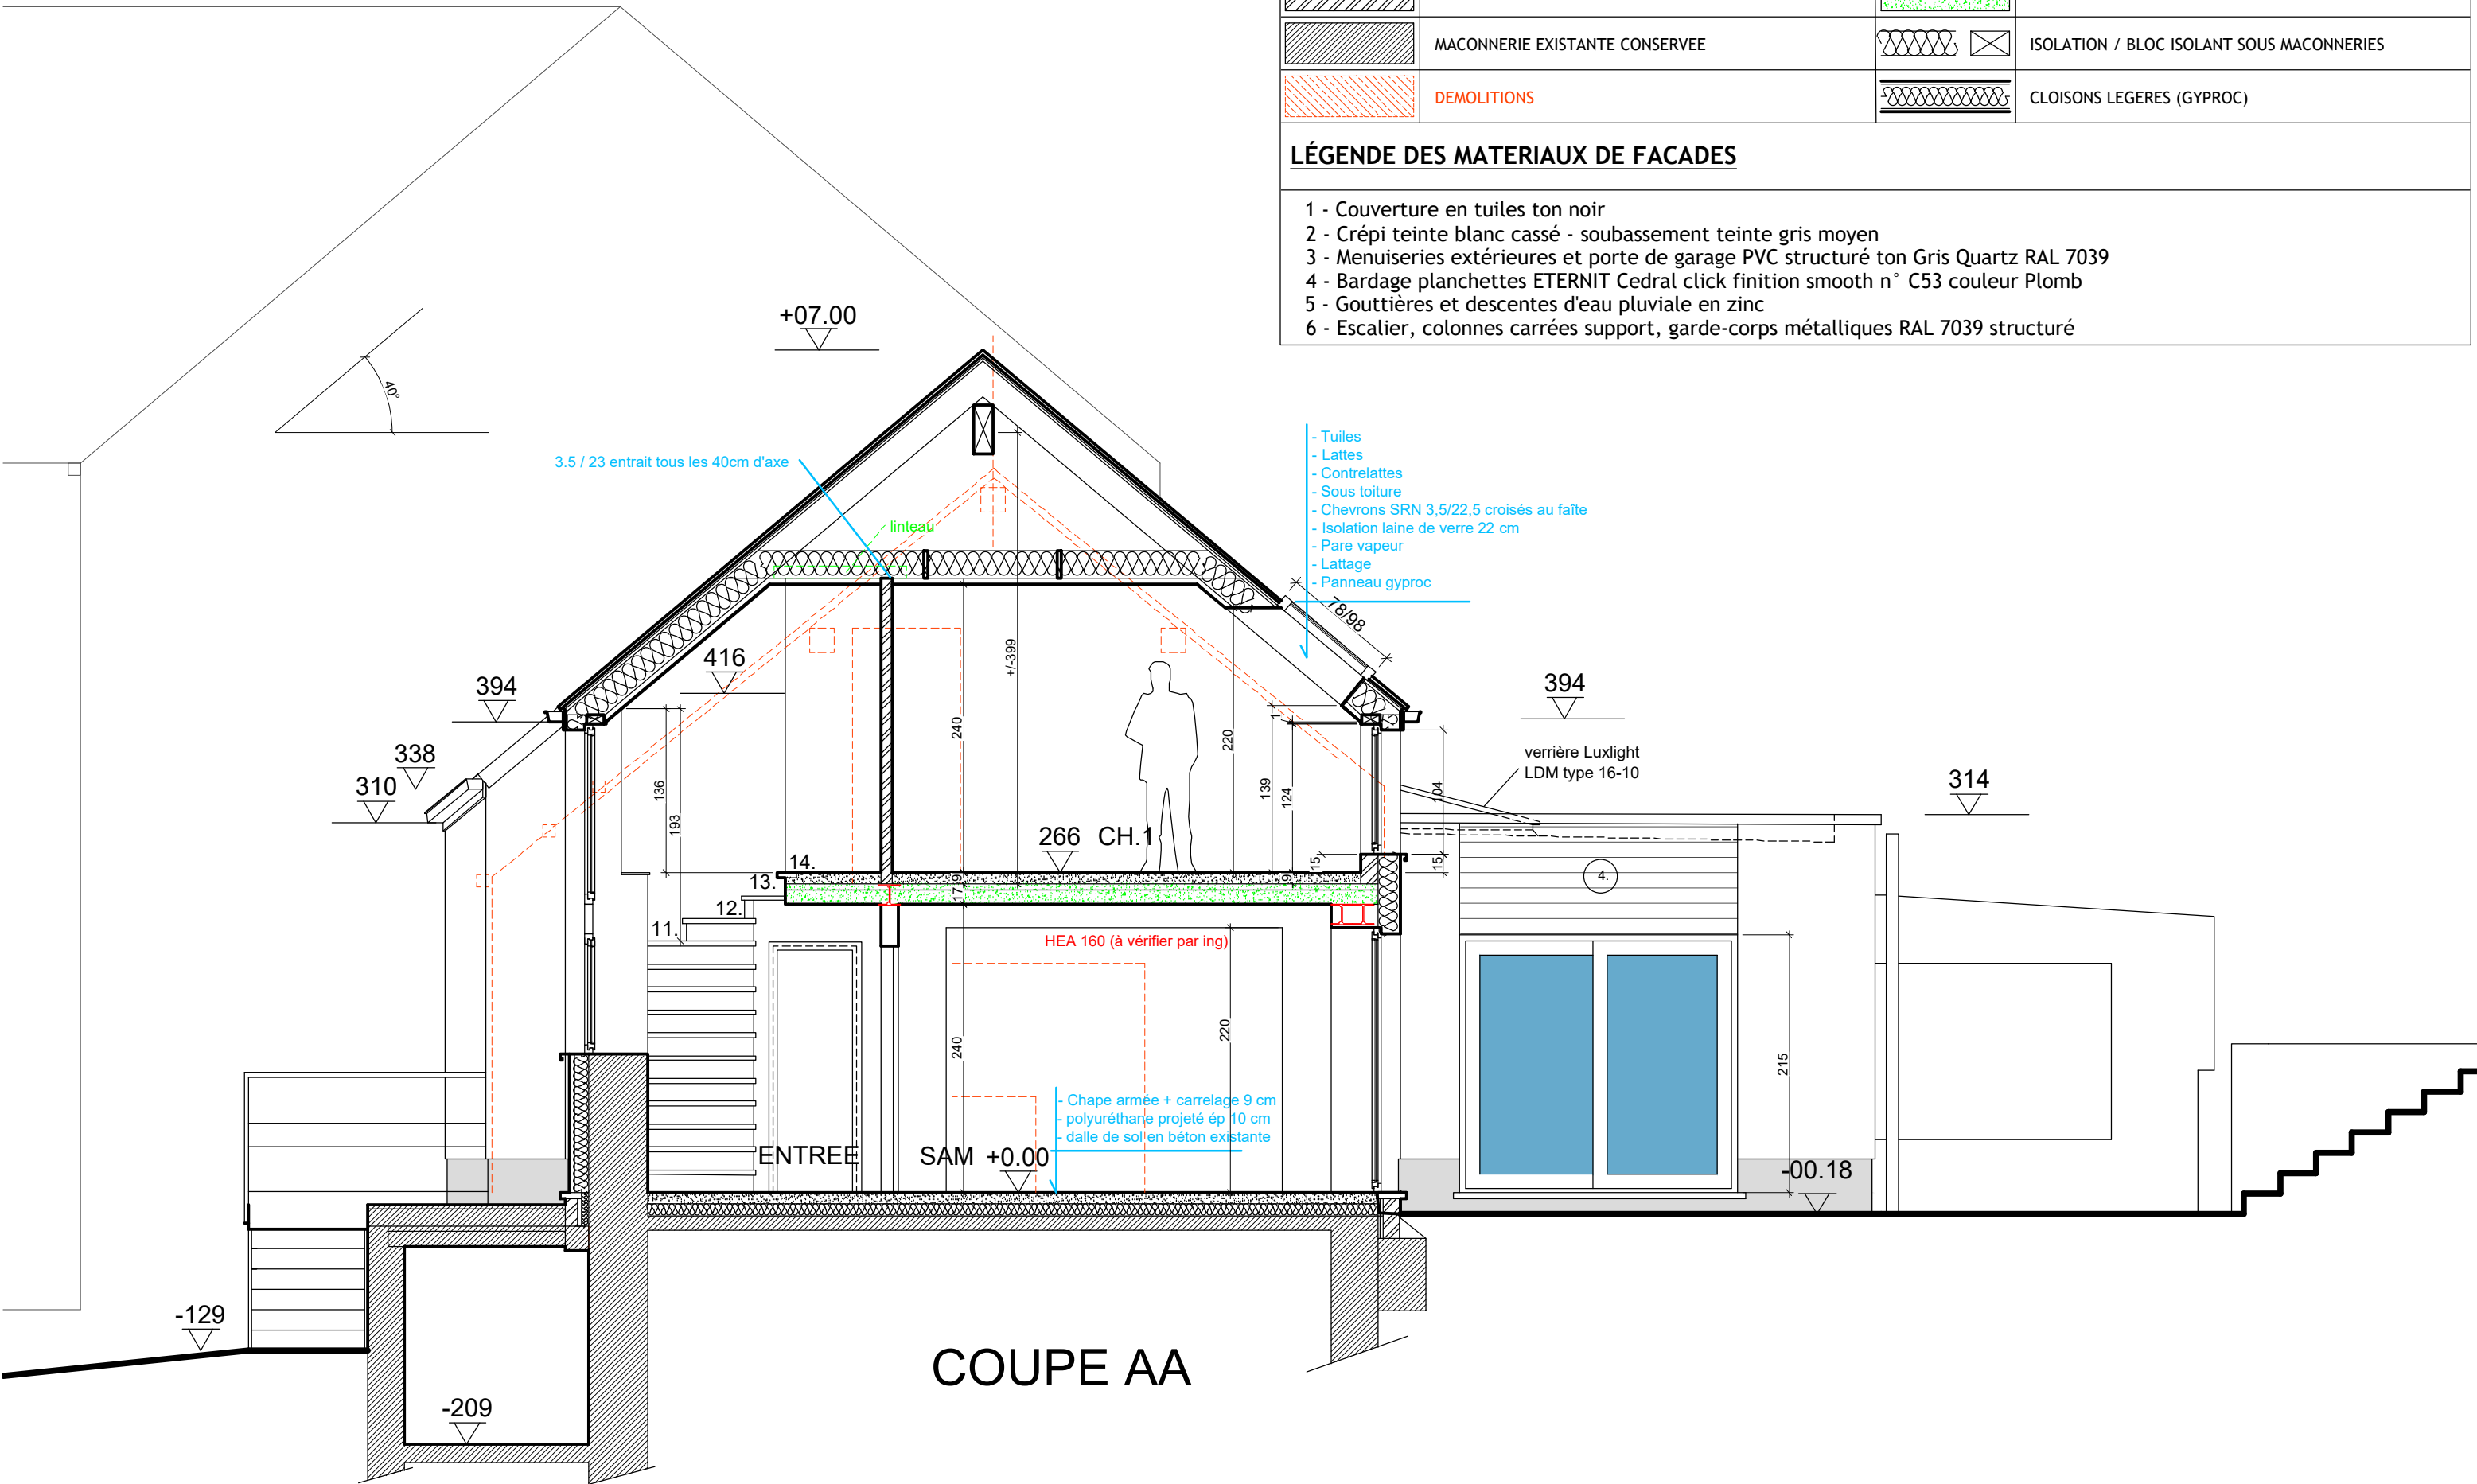 MACONNERIE EXISTANTE CONSERVEE
ISOLATION / BLOC ISOLANT SOUS MACONNERIES
DEMOLITIONS
CLOISONS LEGERES (GYPROC)
LÉGENDE DES MATERIAUX DE FACADES
1 - Couverture en tuiles ton noir
2 - Crépi teinte blanc cassé - soubassement teinte gris moyen
3 - Menuiseries extérieures et porte de garage PVC structuré ton Gris Quartz RAL 7039
4 - Bardage planchettes ETERNIT Cedral click finition smooth n° C53 couleur Plomb
5 - Gouttières et descentes d'eau pluviale en zinc
6 - Escalier, colonnes carrées support, garde-corps métalliques RAL 7039 structuré
+07.00
40°
3.5 / 23 entrait tous les 40cm d'axe
linteau
- Tuiles
- Lattes
- Contrelattes
- Sous toiture
- Chevrons SRN 3,5/22,5 croisés au faîte
- Isolation laine de verre 22 cm
- Pare vapeur
- Lattage
- Panneau gyproc
78/98
+/-399
416
394
394
338
310
verrière Luxlight
LDM type 16-10
314
136
193
240
220
139
1
124
104
266 CH.1
15
15
14.
13.
12.
11.
9
17
9
4.
HEA 160 (à vérifier par ing)
240
220
215
- Chape armée + carrelage 9 cm
- polyuréthane projeté ép 10 cm
- dalle de sol en béton existante
ENTREE
SAM +0.00
-00.18
-129
-209
COUPE AA